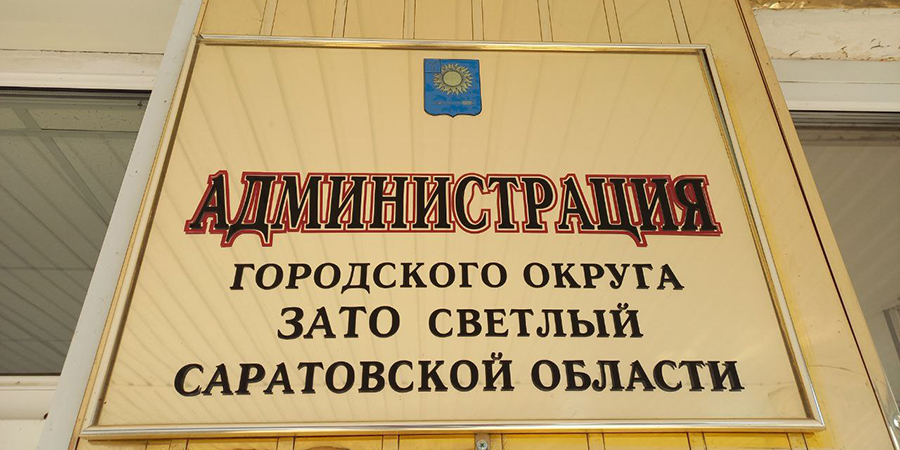 АДМИНИСТРАЦИЯ
ГОРОДСКОГО ОКРУГА
ЗАТО СВЕТЛЫЙ
САРАТОВСКОЙ ОБЛАСТИ